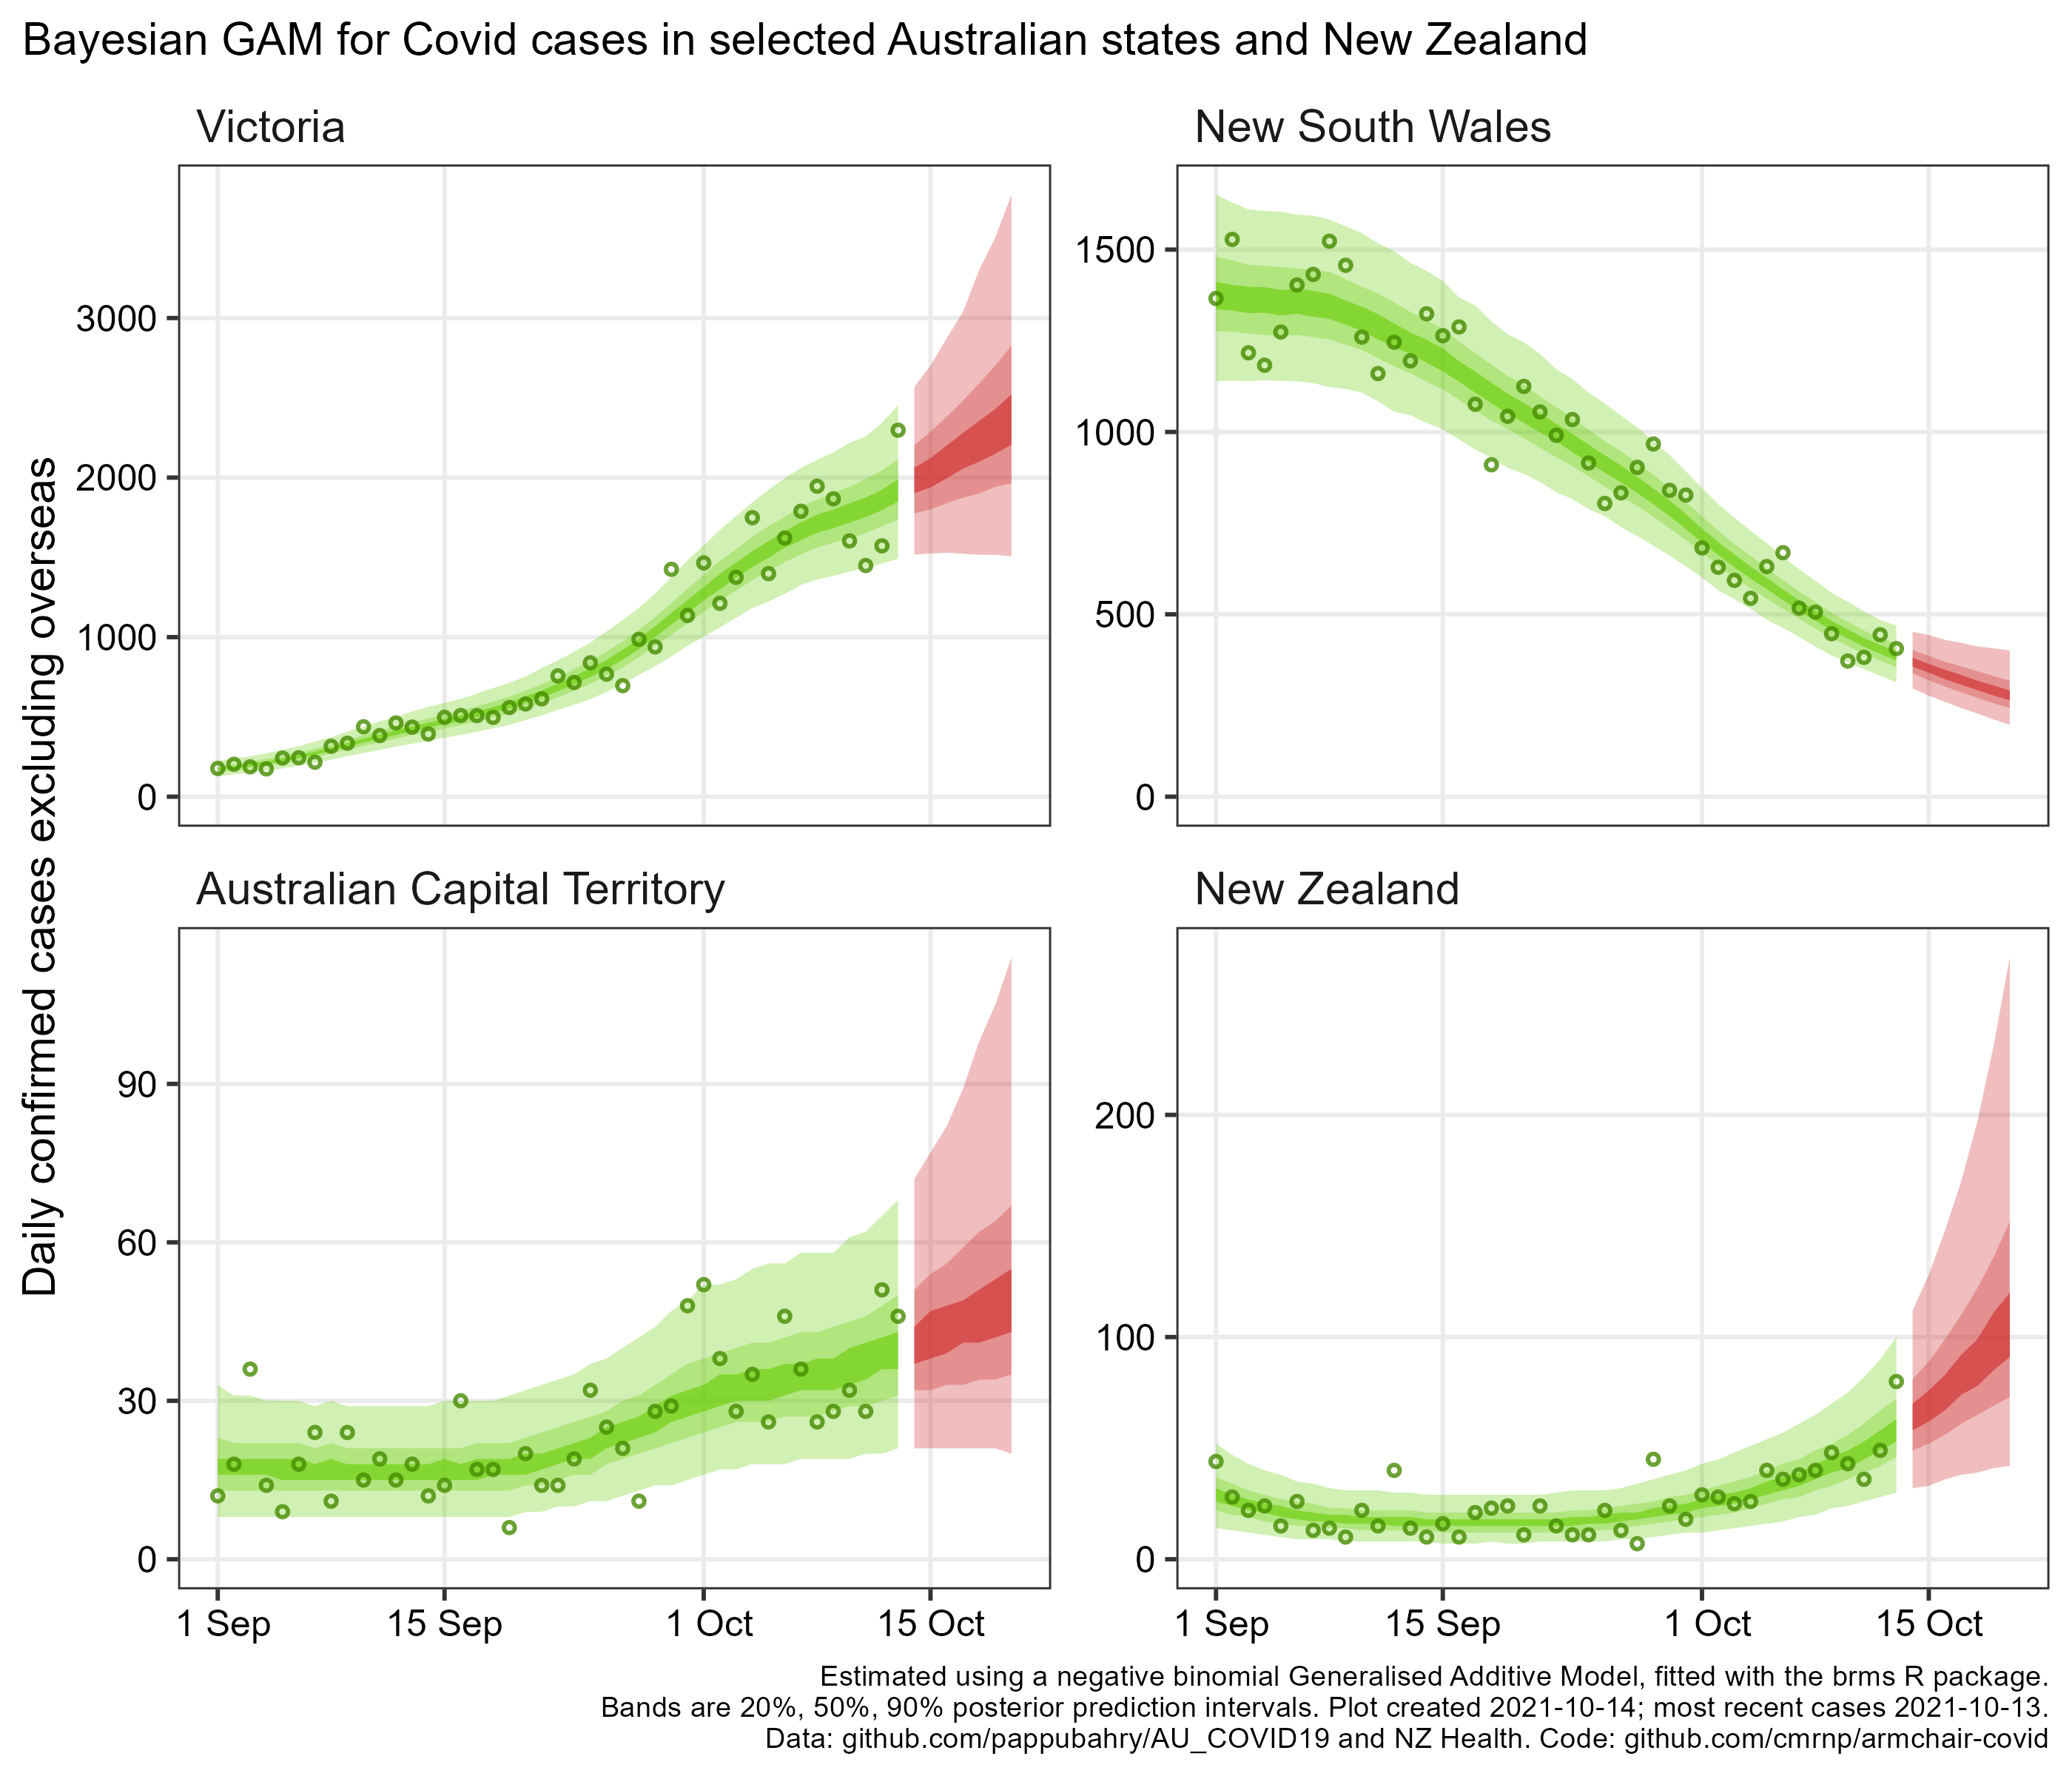 Bayesian GAM for Covid cases in selected Australian states and New Zealand
Daily confirmed cases excluding overseas
Victoria
3000
2000
1000
0
New South Wales
1500
1000
500
0
Australian Capital Territory
90
60
30
0
1 Sep
15 Sep
1 Oct
15 Oct
New Zealand
200
100
0
1 Sep
15 Sep
1 Oct
15 Oct
Estimated using a negative binomial Generalised Additive Model, fitted with the brms R package.
Bands are 20%, 50%, 90% posterior prediction intervals. Plot created 2021-10-14; most recent cases 2021-10-13.
Data: github.com/pappubahry/AU_COVID19 and NZ Health. Code: github.com/cmrnp/armchair-covid